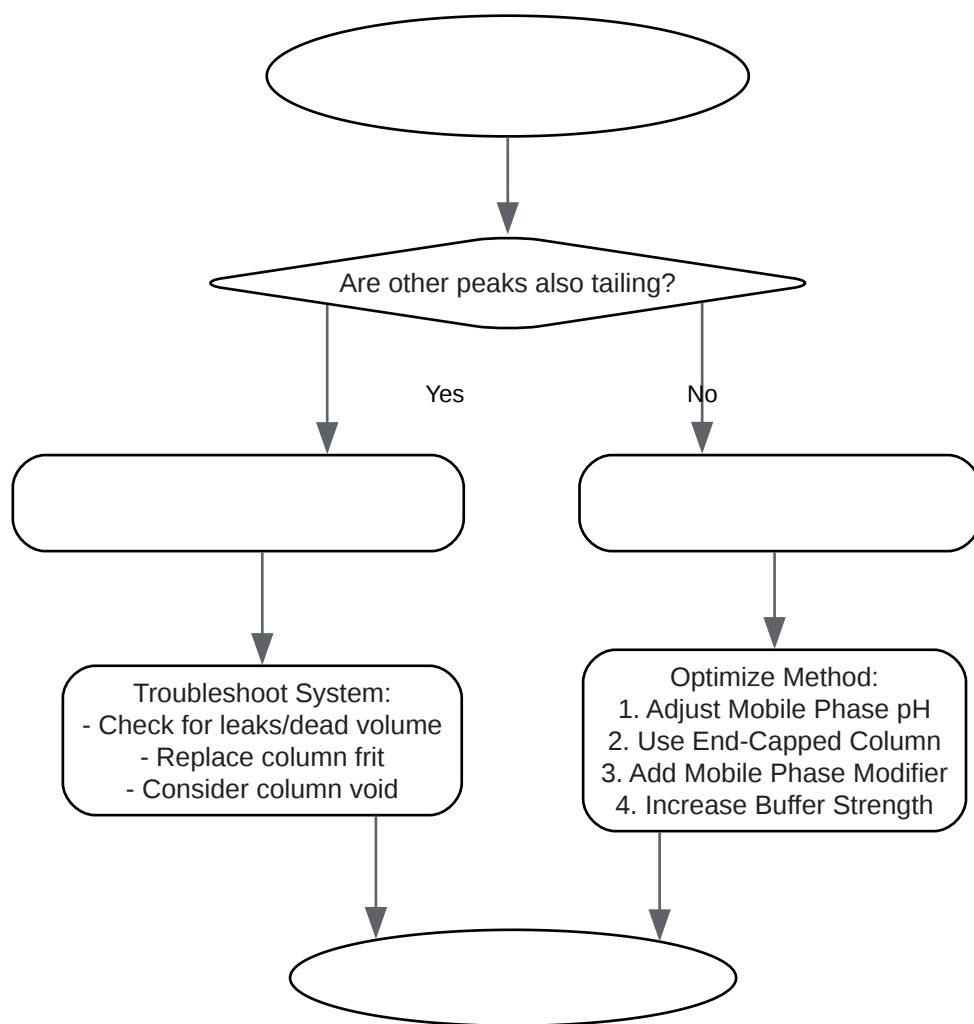 Are other peaks also tailing?
Yes
No
Troubleshoot System:
- Check for leaks/dead volume
- Replace column frit
- Consider column void
Optimize Method:
1. Adjust Mobile Phase pH
2. Use End-Capped Column
3. Add Mobile Phase Modifier
4. Increase Buffer Strength